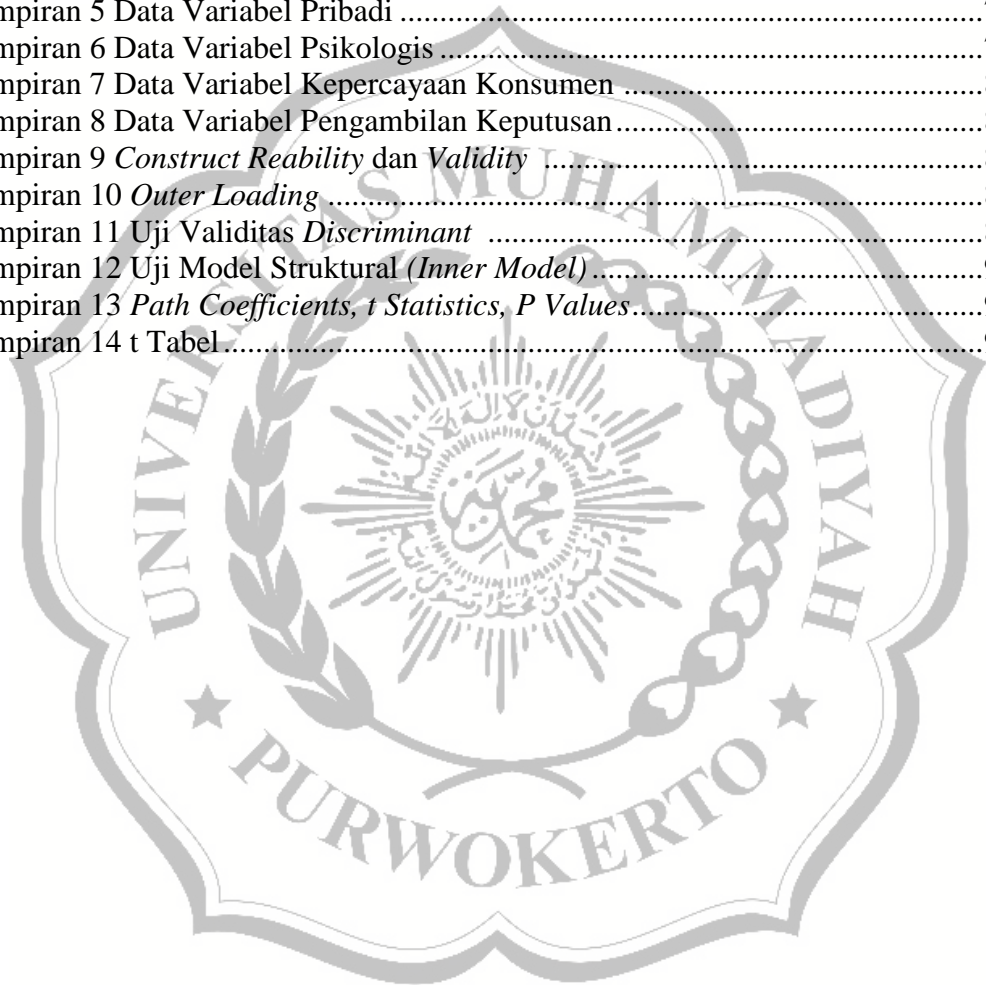 mpiran 5 Data Variabel Pribadi ..........................................................................
mpiran 6 Data Variabel Psikologis .....................................................................
mpiran 7 Data Variabel Kepercayaan Konsumen ..............................................
mpiran 8 Data Variabel Pengambilan Keputusan ...............................................
mpiran 9 Construct Reability dan Validity .........................................................
mpiran 10 Outer Loading ...................................................................................
mpiran 11 Uji Validitas Discriminant ................................................................
mpiran 12 Uji Model Struktural (Inner Model) ..................................................
mpiran 13 Path Coefficients, t Statistics, P Values .............................................
mpiran 14 t Tabel ................................................................................................
UNIVERSITAS MUHAMMADIYAH
PURWOKERTO